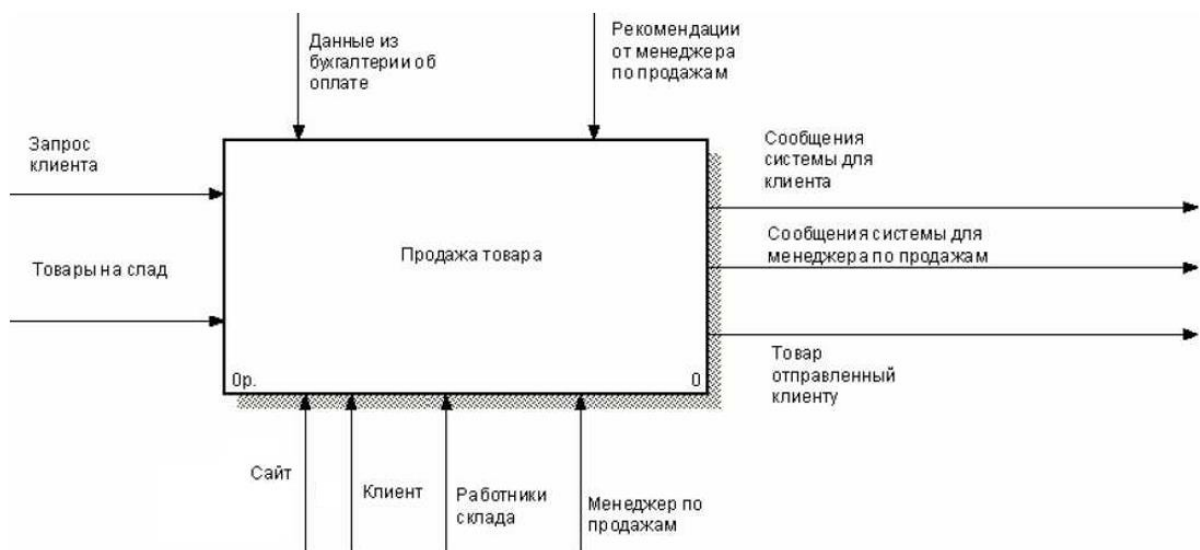 Данные из
бухгалтерии об
оплате
Рекомендации
от менеджера
по продажам
Запрос
клиента
Товары на слад
Продажа товара
0р.
0
Сообщения
системы для
клиента
Сообщения системы для
менеджера по продажам
Товар
отправленный
клиенту
Сайт
Клиент
Работники
склада
Менеджер по
продажам